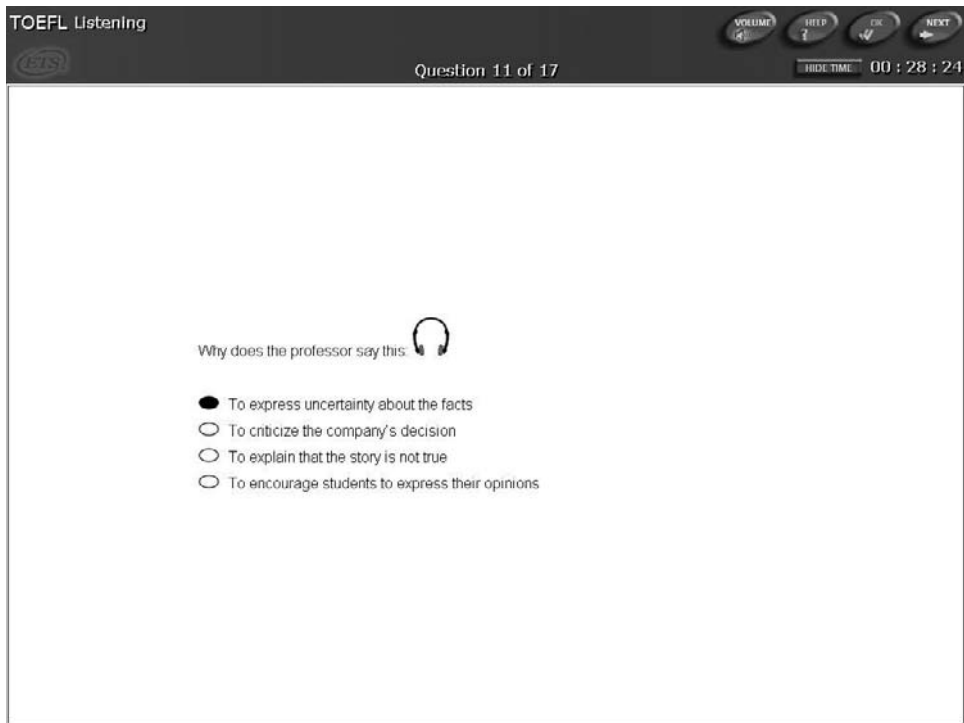 TOEFL Listening
VOLUME
HELP
?
OK
NEXT
ETS
Question 11 of 17
HIDE TIME
00 : 28 : 24
Why does the professor say this:
To express uncertainty about the facts
To criticize the company's decision
To explain that the story is not true
To encourage students to express their opinions